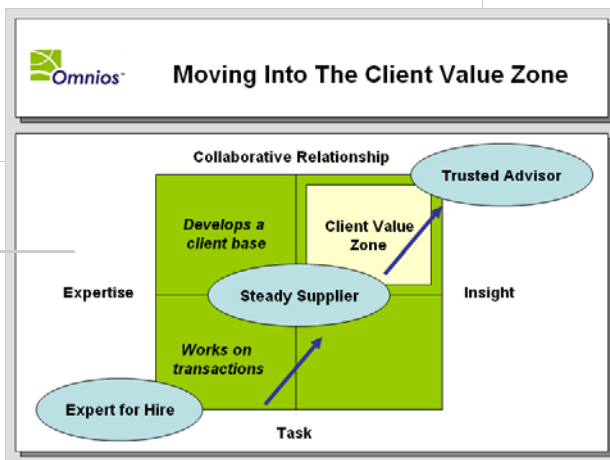 Omnios™
Moving Into The Client Value Zone
Collaborative Relationship
Trusted Advisor
Develops a
client base
Client Value
Zone
Expertise
Steady Supplier
Insight
Works on
transactions
Expert for Hire
Task